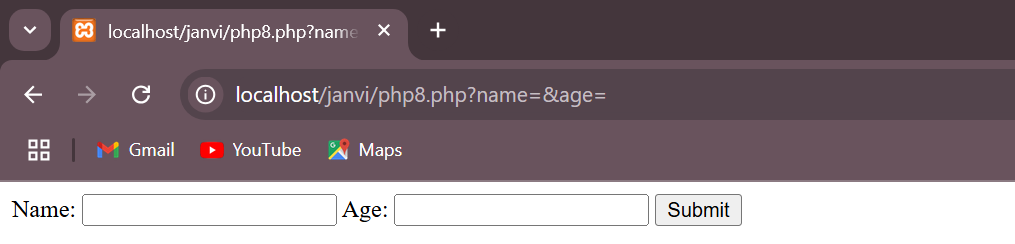 localhost/janvi/php8.php?name
localhost/janvi/php8.php?name=&age=
Gmail YouTube Maps
Name: Age: Submit